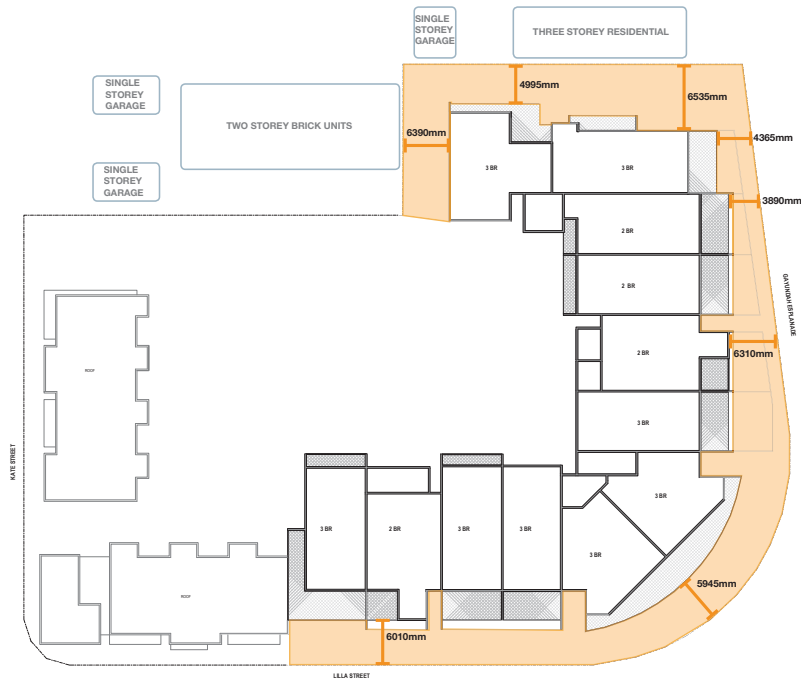 SINGLE
STOREY
GARAGE
THREE STOREY RESIDENTIAL
SINGLE
STOREY
GARAGE
4995mm
6535mm
TWO STOREY BRICK UNITS
6390mm
4365mm
SINGLE
STOREY
GARAGE
3 BR
3 BR
3890mm
2 BR
2 BR
GAYUNDAH ESPLANADE
6310mm
2 BR
ROOF
3 BR
KATE STREET
3 BR
3 BR
2 BR
3 BR
3 BR
3 BR
5945mm
ROOF
6010mm
LILLA STREET